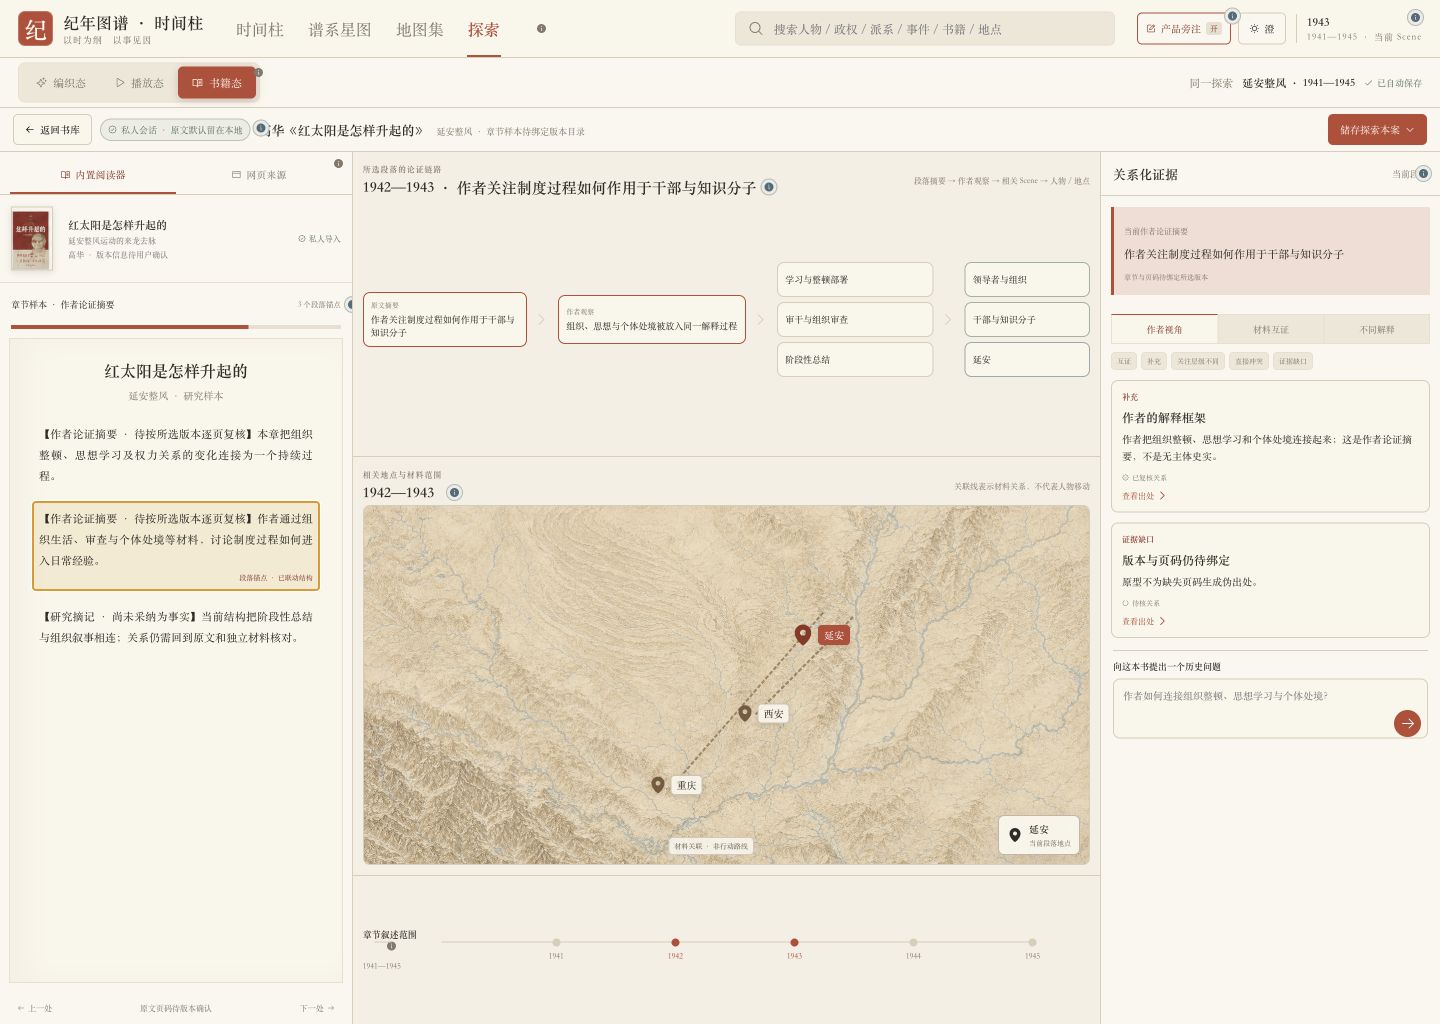 纪
纪年图谱 · 时间柱
以时为纲 以事见因
时间柱 谱系星图 地图集 探索
搜索人物 / 政权 / 派系 / 事件 / 书籍 / 地点
产品旁注 开
澄
1943
1941—1945 · 当前 Scene
编织态 播放态 书籍态
同一探索 延安整风 · 1941—1945 已自动保存
返回书库
私人会话 · 原文默认留在本地
华《红太阳是怎样升起的》
延安整风 · 章节样本待绑定版本目录
储存探索本案
内置阅读器 网页来源
红太阳是怎样升起的
延安整风运动的来龙去脉
高华 · 版本信息待用户确认
私人导入
章节样本 · 作者论证摘要
3 个段落锚点
红太阳是怎样升起的
延安整风 · 研究样本
【作者论证摘要 · 待按所选版本逐页复核】本章把组
织整顿、思想学习及权力关系的变化连接为一个持续过
程。
【作者论证摘要 · 待按所选版本逐页复核】作者通过组
织生活、审查与个体处境等材料，讨论制度过程如何进
入日常经验。
段落锚点 · 已联动结构
【研究摘记 · 尚未采纳为事实】当前结构把阶段性总结
与组织叙事相连；关系仍需回到原文和独立材料核对。
← 上一处 原文页码待版本确认 下一处 →
所选段落的论证链路
1942—1943 · 作者关注制度过程如何作用于干部与知识分子
段落摘要 → 作者观察 → 相关 Scene → 人物 / 地点
原文摘要
作者关注制度过程如何作用于干部与
知识分子
作者观察
组织、思想与个体处境被放入同一解释过程
学习与整顿部署
审干与组织审查
阶段性总结
领导者与组织
干部与知识分子
延安
相关地点与材料范围
1942—1943
关联线表示材料关系，不代表人物移动
延安
西安
重庆
材料关联 · 非行动路线
延安
当前段落地点
章节叙述范围
1941—1945
1941 1942 1943 1944 1945
关系化证据
当前
当前作者论证摘要
作者关注制度过程如何作用于干部与知识分子
章节与页码待绑定所选版本
作者视角 材料互证 不同解释
互证 补充 关注层级不同 直接冲突 证据缺口
补充
作者的解释框架
作者把组织整顿、思想学习和个体处境连接起来；这是作者论证摘
要，不是无主体史实。
已复核关系
查看出处
证据缺口
版本与页码仍待绑定
原型不为缺失页码生成伪出处。
待核关系
查看出处
向这本书提出一个历史问题
作者如何连接组织整顿、思想学习与个体处境？